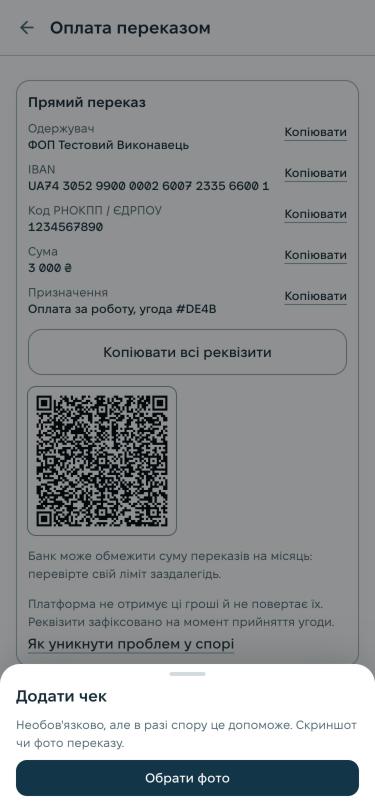 Оплата переказом
Прямий переказ
Одержувач
ФОП Тестовий Виконавець
Копіювати
IBAN
UA74 3052 9900 0002 6007 2335 6600 1
Копіювати
Код РНОКПП / ЄДРПОУ
1234567890
Копіювати
Сума
3 000 ₴
Копіювати
Призначення
Оплата за роботу, угода #DE4B
Копіювати
Копіювати всі реквізити
Банк може обмежити суму переказів на місяць:
перевірте свій ліміт заздалегідь.
Платформа не отримує ці гроші й не повертає їх.
Реквізити зафіксовано на момент прийняття угоди.
Як уникнути проблем у спорі
Додати чек
Необов'язково, але в разі спору це допоможе. Скриншот
чи фото переказу.
Обрати фото